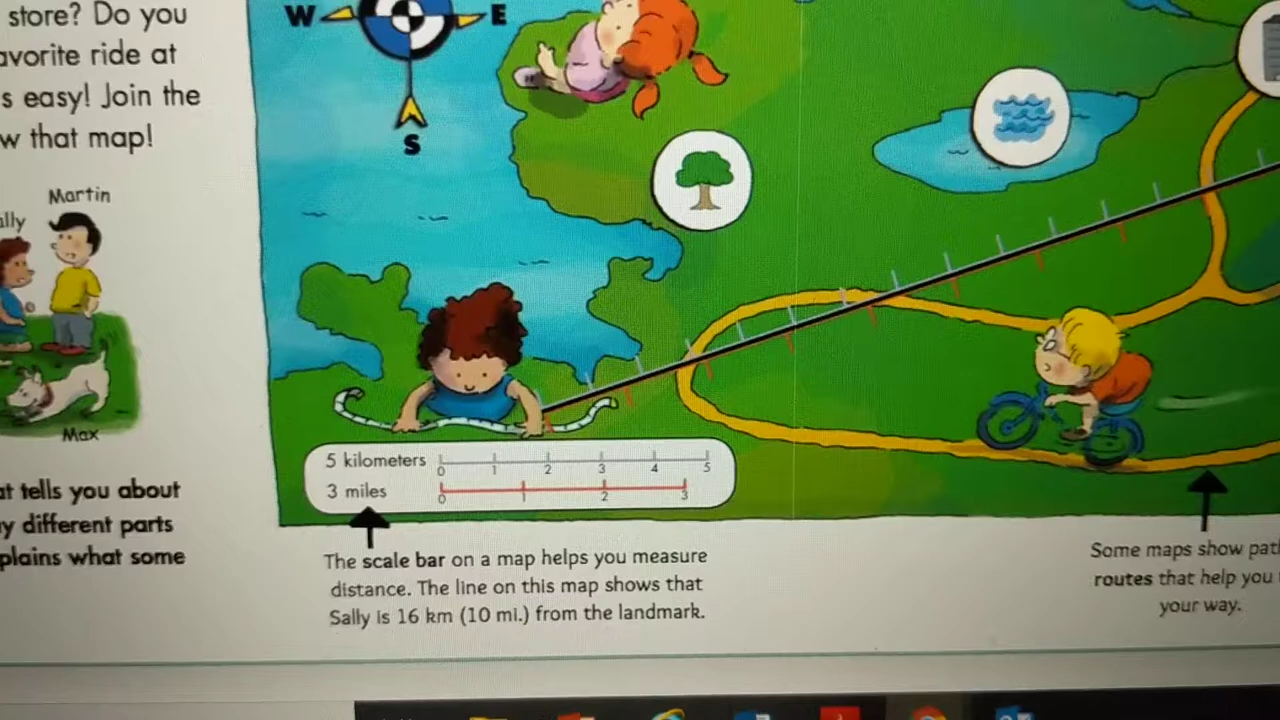 store? Do you
avorite ride at
s easy! Join the
w that map!
Martin
ally
Max
at tells you about
y different parts
plains what some
W E
S
5 kilometers 0 1 2 3 4 5
3 miles 0 1 2 3
The scale bar on a map helps you measure
distance. The line on this map shows that
Sally is 16 km (10 mi.) from the landmark.
Some maps show pat
routes that help you
your way.